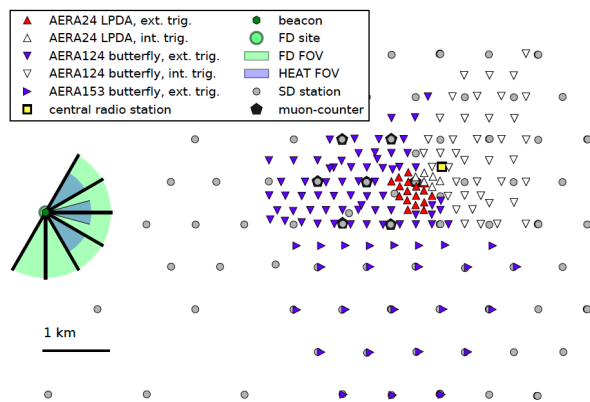 AERA24 LPDA, ext. trig.
AERA24 LPDA, int. trig.
AERA124 butterfly, ext. trig.
AERA124 butterfly, int. trig.
AERA153 butterfly, ext. trig.
central radio station
beacon
FD site
FD FOV
HEAT FOV
SD station
muon-counter
1 km